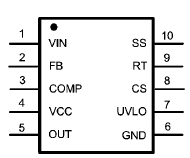 1 VIN SS 10
2 FB RT 9
3 COMP CS 8
4 VCC UVLO 7
5 OUT GND 6